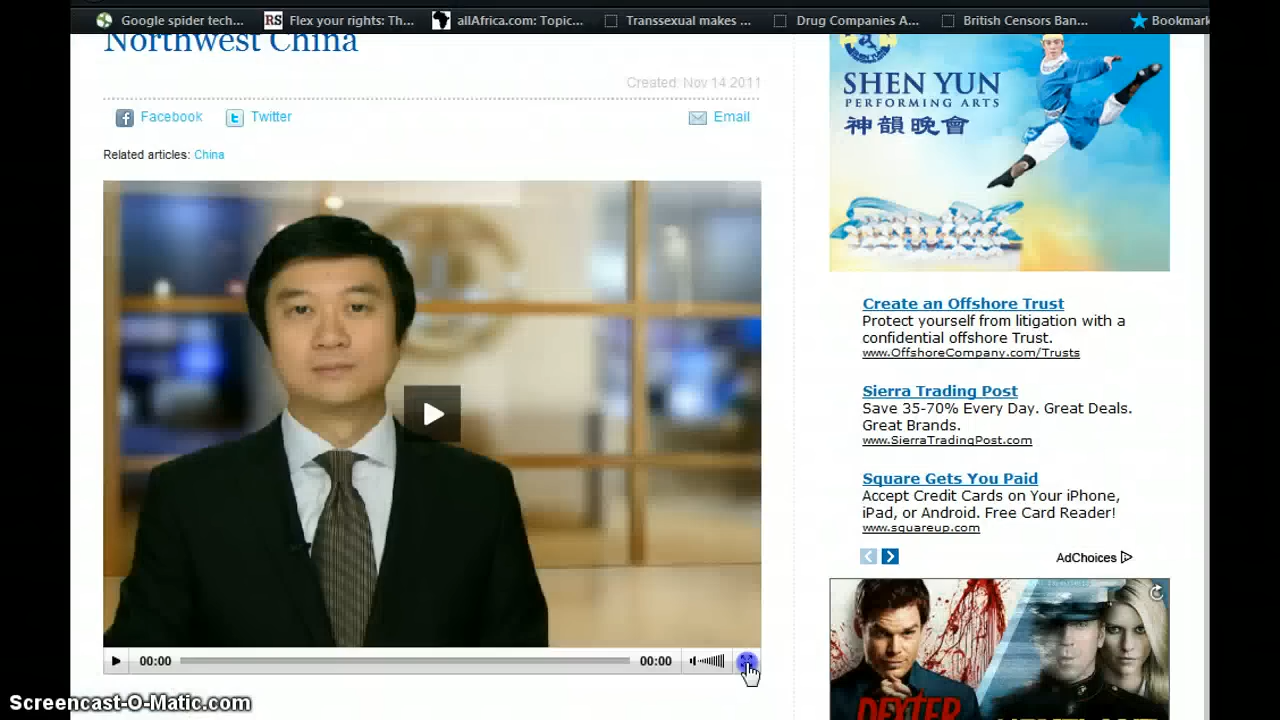 Google spider tech...
Flex your rights: Th...
allAfrica.com: Topic...
Transsexual makes ...
Drug Companies A...
British Censors Ban...
Bookmark
RS
Northwest China
Created: Nov 14.2011
Facebook
Twitter
Email
Related articles: China
00:00
00:00
SHEN YUN
PERFORMING ARTS
神韻晚會
Create an Offshore Trust
Protect yourself from litigation with a
confidential offshore Trust.
www.OffshoreCompany.com/Trusts
Sierra Trading Post
Save 35-70% Every Day. Great Deals.
Great Brands.
www.SierraTradingPost.com
Square Gets You Paid
Accept Credit Cards on Your iPhone,
iPad, or Android. Free Card Reader!
www.squareup.com
AdChoices
DEXTER
Screencast-O-Matic.com